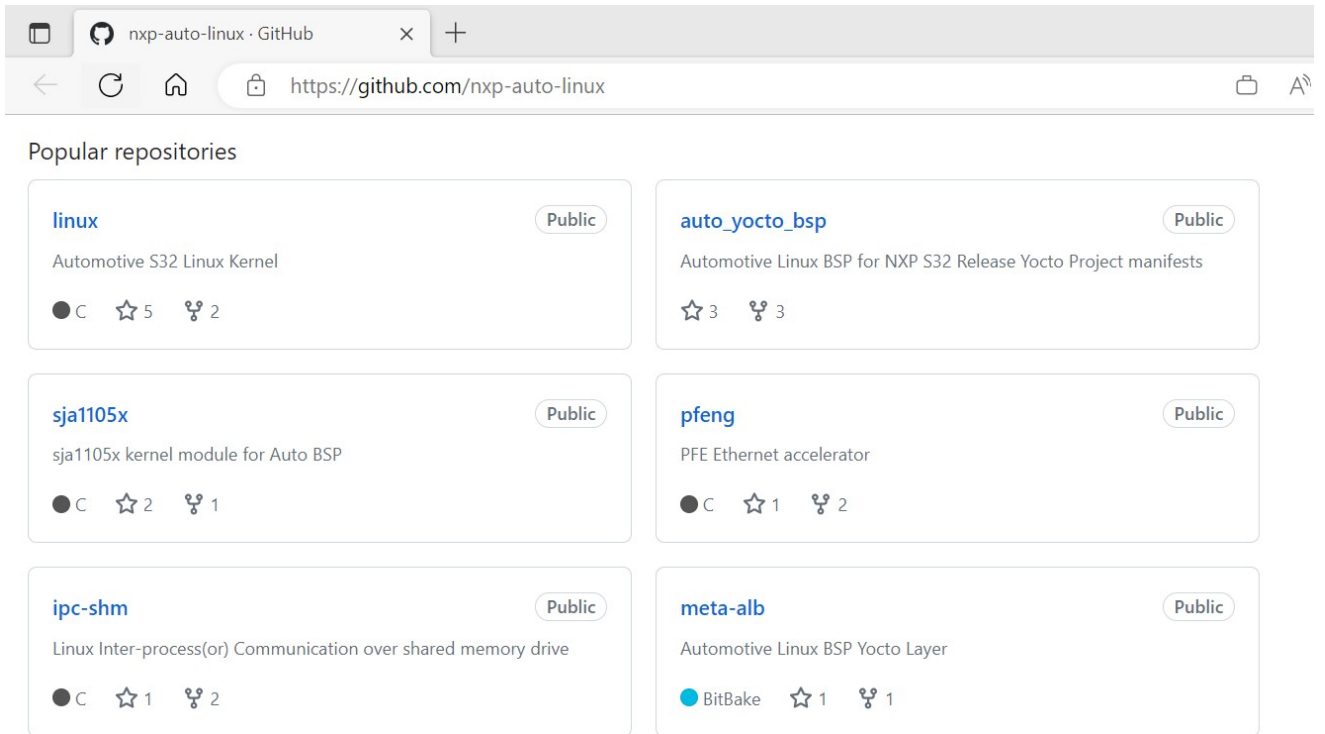 nxp-auto-linux · GitHub
https://github.com/nxp-auto-linux
Popular repositories
linux
Public
Automotive S32 Linux Kernel
C 5 2
auto_yocto_bsp
Public
Automotive Linux BSP for NXP S32 Release Yocto Project manifests
3 3
sja1105x
Public
sja1105x kernel module for Auto BSP
C 2 1
pfeng
Public
PFE Ethernet accelerator
C 1 2
ipc-shm
Public
Linux Inter-process(or) Communication over shared memory drive
C 1 2
meta-alb
Public
Automotive Linux BSP Yocto Layer
BitBake 1 1